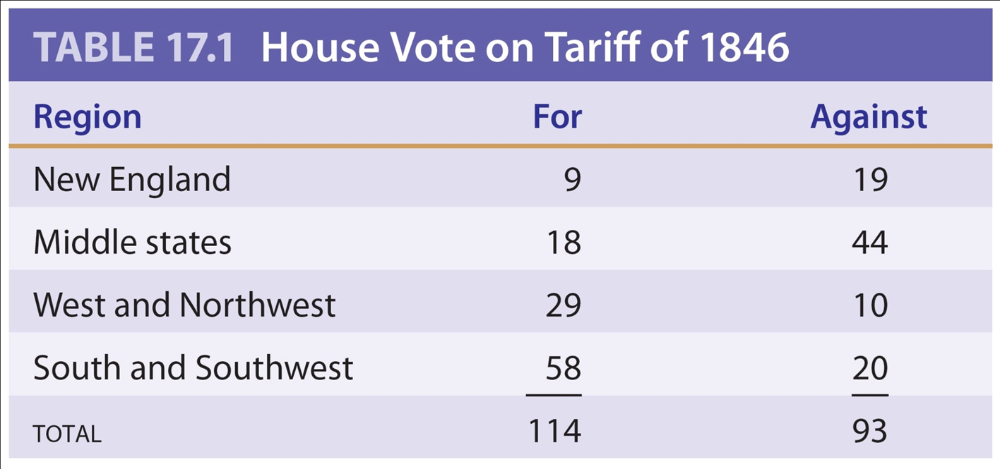 TABLE 17.1 House Vote on Tariff of 1846
Region For Against
New England 9 19
Middle states 18 44
West and Northwest 29 10
South and Southwest 58 20
TOTAL 114 93